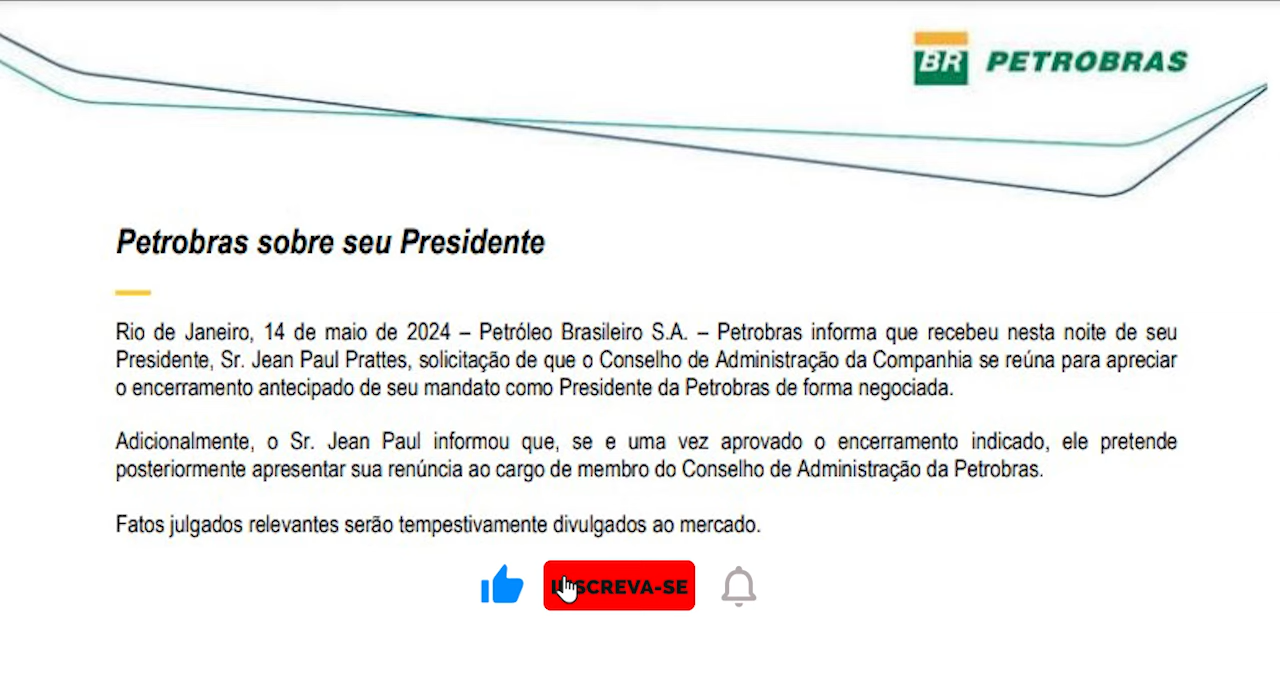 BR PETROBRAS
Petrobras sobre seu Presidente
Rio de Janeiro, 14 de maio de 2024 – Petróleo Brasileiro S.A. – Petrobras informa que recebeu nesta noite de seu
Presidente, Sr. Jean Paul Prattes, solicitação de que o Conselho de Administração da Companhia se reúna para apreciar
o encerramento antecipado de seu mandato como Presidente da Petrobras de forma negociada.
Adicionalmente, o Sr. Jean Paul informou que, se e uma vez aprovado o encerramento indicado, ele pretende
posteriormente apresentar sua renúncia ao cargo de membro do Conselho de Administração da Petrobras.
Fatos julgados relevantes serão tempestivamente divulgados ao mercado.
INSCREVA-SE